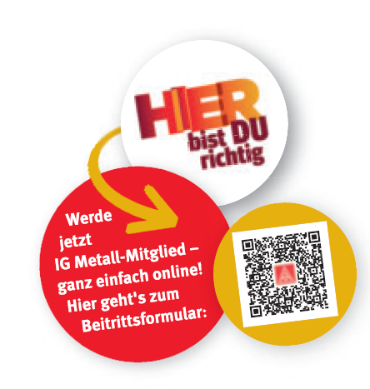 HIER
bist DU
richtig
Werde
jetzt
IG Metall-Mitglied –
ganz einfach online!
Hier geht's zum
Beitrittsformular: